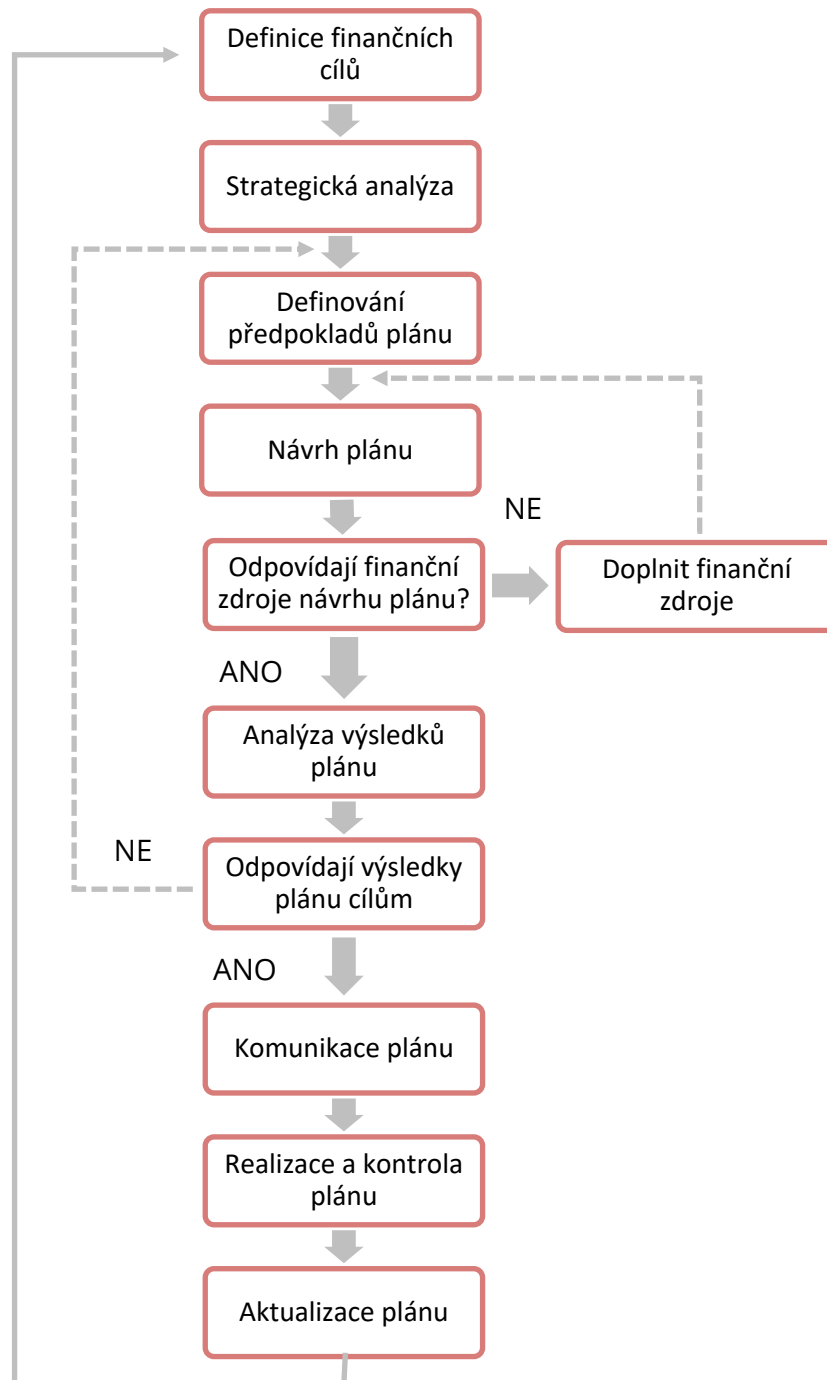 Definice finančních
cílů
Strategická analýza
Definování
předpokladů plánu
Návrh plánu
NE
Odpovídají finanční
zdroje návrhu plánu?
Doplnit finanční
zdroje
ANO
Analýza výsledků
plánu
NE
Odpovídají výsledky
plánu cílům
ANO
Komunikace plánu
Realizace a kontrola
plánu
Aktualizace plánu